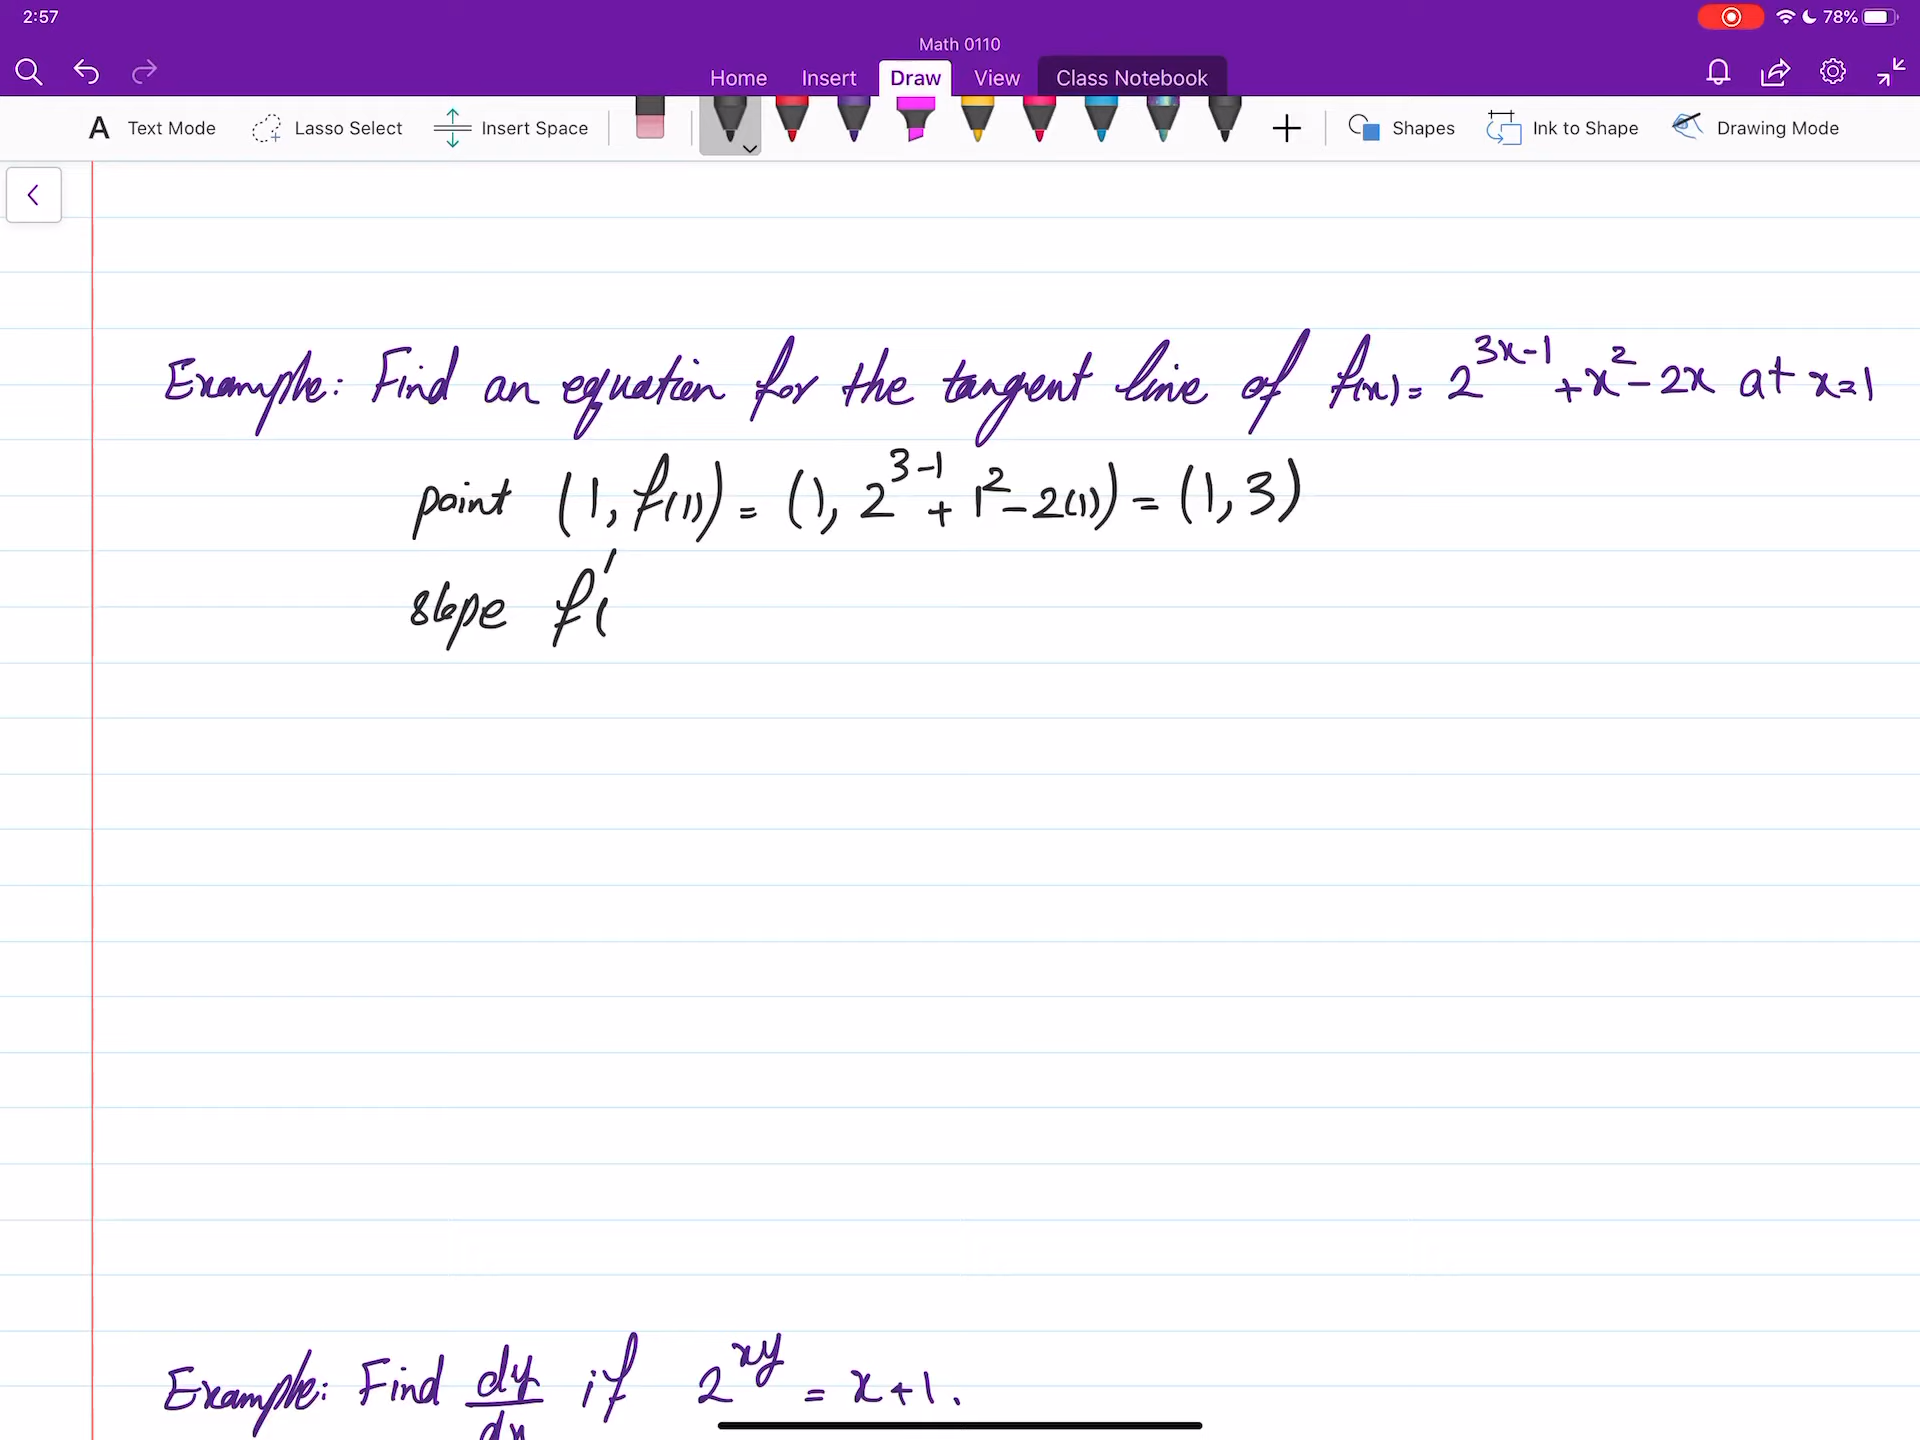 2:57
78%
Math 0110
Home Insert Draw View Class Notebook
A Text Mode Lasso Select Insert Space Shapes Ink to Shape Drawing Mode
Example: Find an equation for the tangent line of f(x) = 2^{3x-1} + x^2 - 2x at x=1
point (1, f(1)) = (1, 2^{3-1} + 1^2 - 2(1)) = (1, 3)
slope f'(
Example: Find dy/dx if 2^{xy} = x+1.